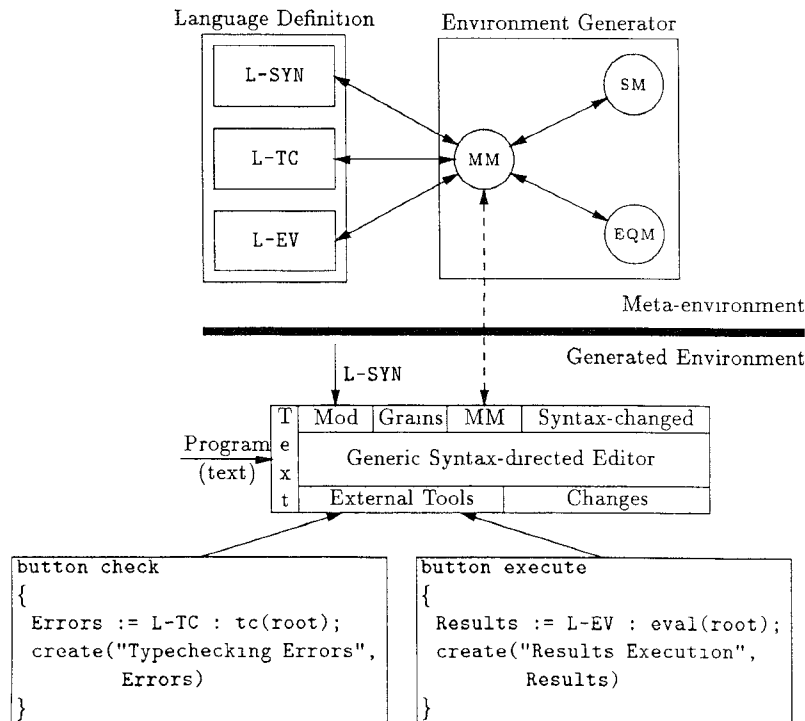 Language Definition
Environment Generator
L-SYN
SM
L-TC
MM
L-EV
EQM
Meta-environment
Generated Environment
L-SYN
Text
Mod
Grains
MM
Syntax-changed
Program
(text)
Generic Syntax-directed Editor
External Tools
Changes
button check
{
Errors := L-TC : tc(root);
create("Typechecking Errors",
Errors)
}
button execute
{
Results := L-EV : eval(root);
create("Results Execution",
Results)
}